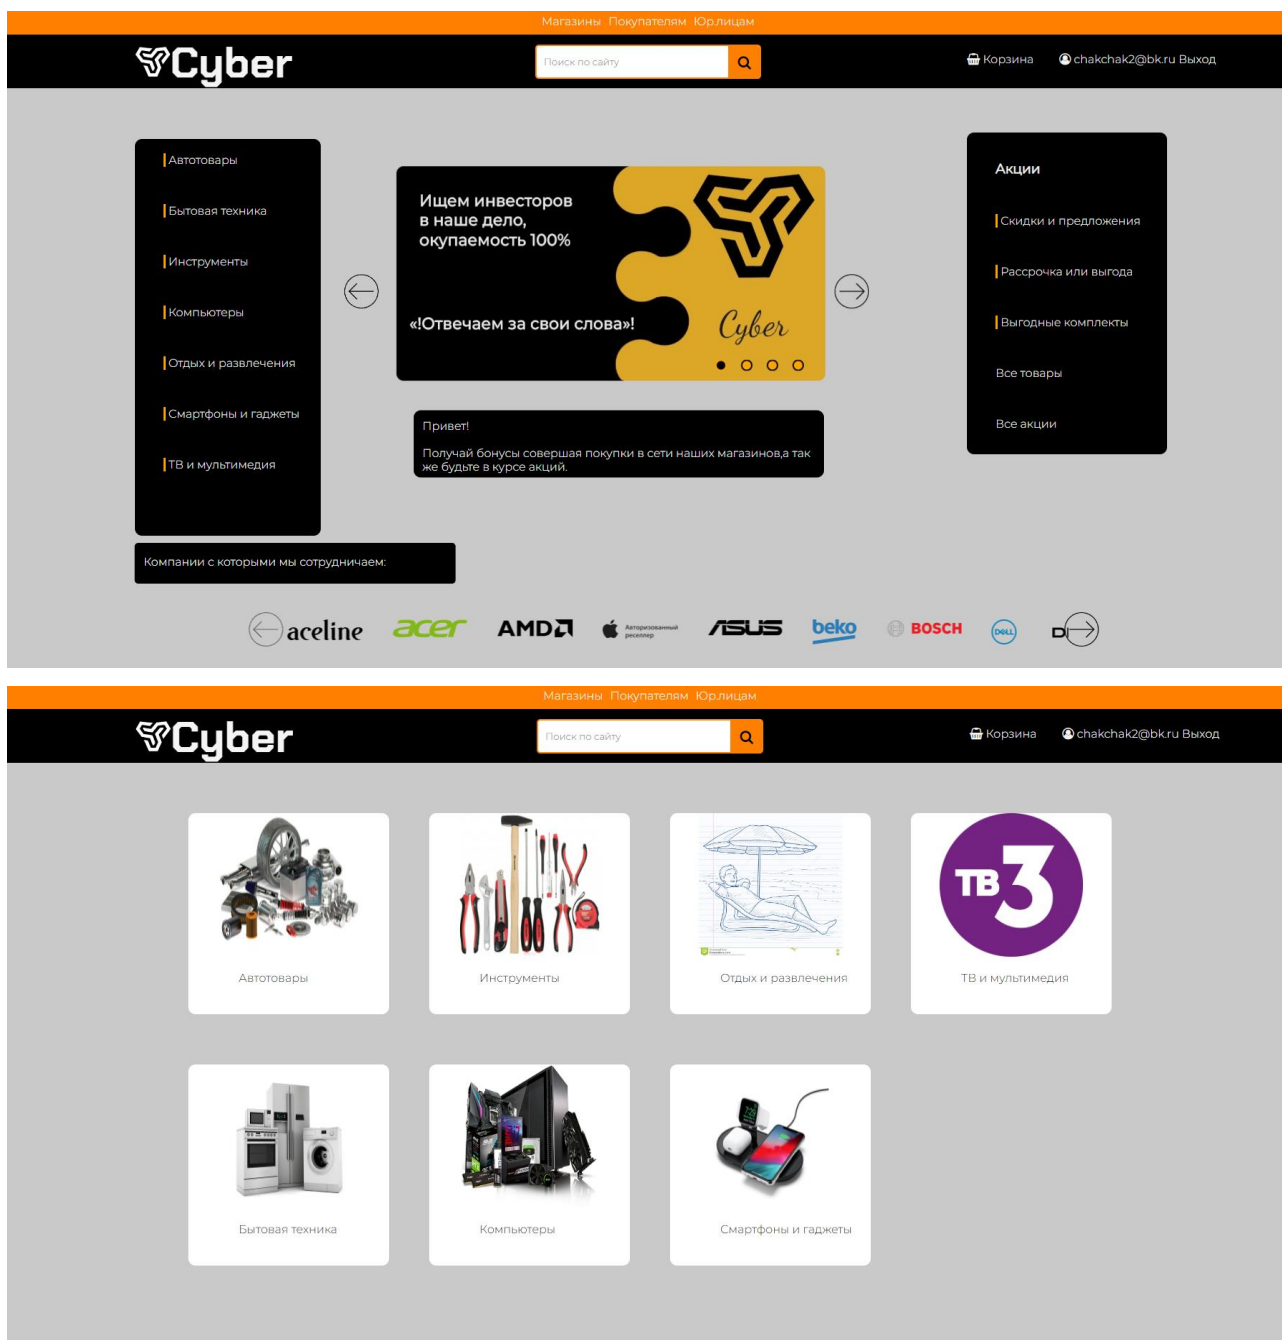 Магазины Покупателям Юр.лицам
Cyber
Поиск по сайту
Корзина
chakchak2@bk.ru Выход
Автотовары
Бытовая техника
Инструменты
Компьютеры
Отдых и развлечения
Смартфоны и гаджеты
ТВ и мультимедия
Ищем инвесторов
в наше дело,
окупаемость 100%
«!Отвечаем за свои слова»!
Cyber
Привет!
Получай бонусы совершая покупки в сети наших магазинов,а так
же будьте в курсе акций.
Акции
Скидки и предложения
Рассрочка или выгода
Выгодные комплекты
Все товары
Все акции
Компании с которыми мы сотрудничаем:
aceline
acer
AMD
Авторизованный
реселлер
ASUS
beko
BOSCH
DELL
Магазины Покупателям Юр.лицам
Cyber
Поиск по сайту
Корзина
chakchak2@bk.ru Выход
ТВ3
Автотовары
Инструменты
Отдых и развлечения
ТВ и мультимедия
Бытовая техника
Компьютеры
Смартфоны и гаджеты